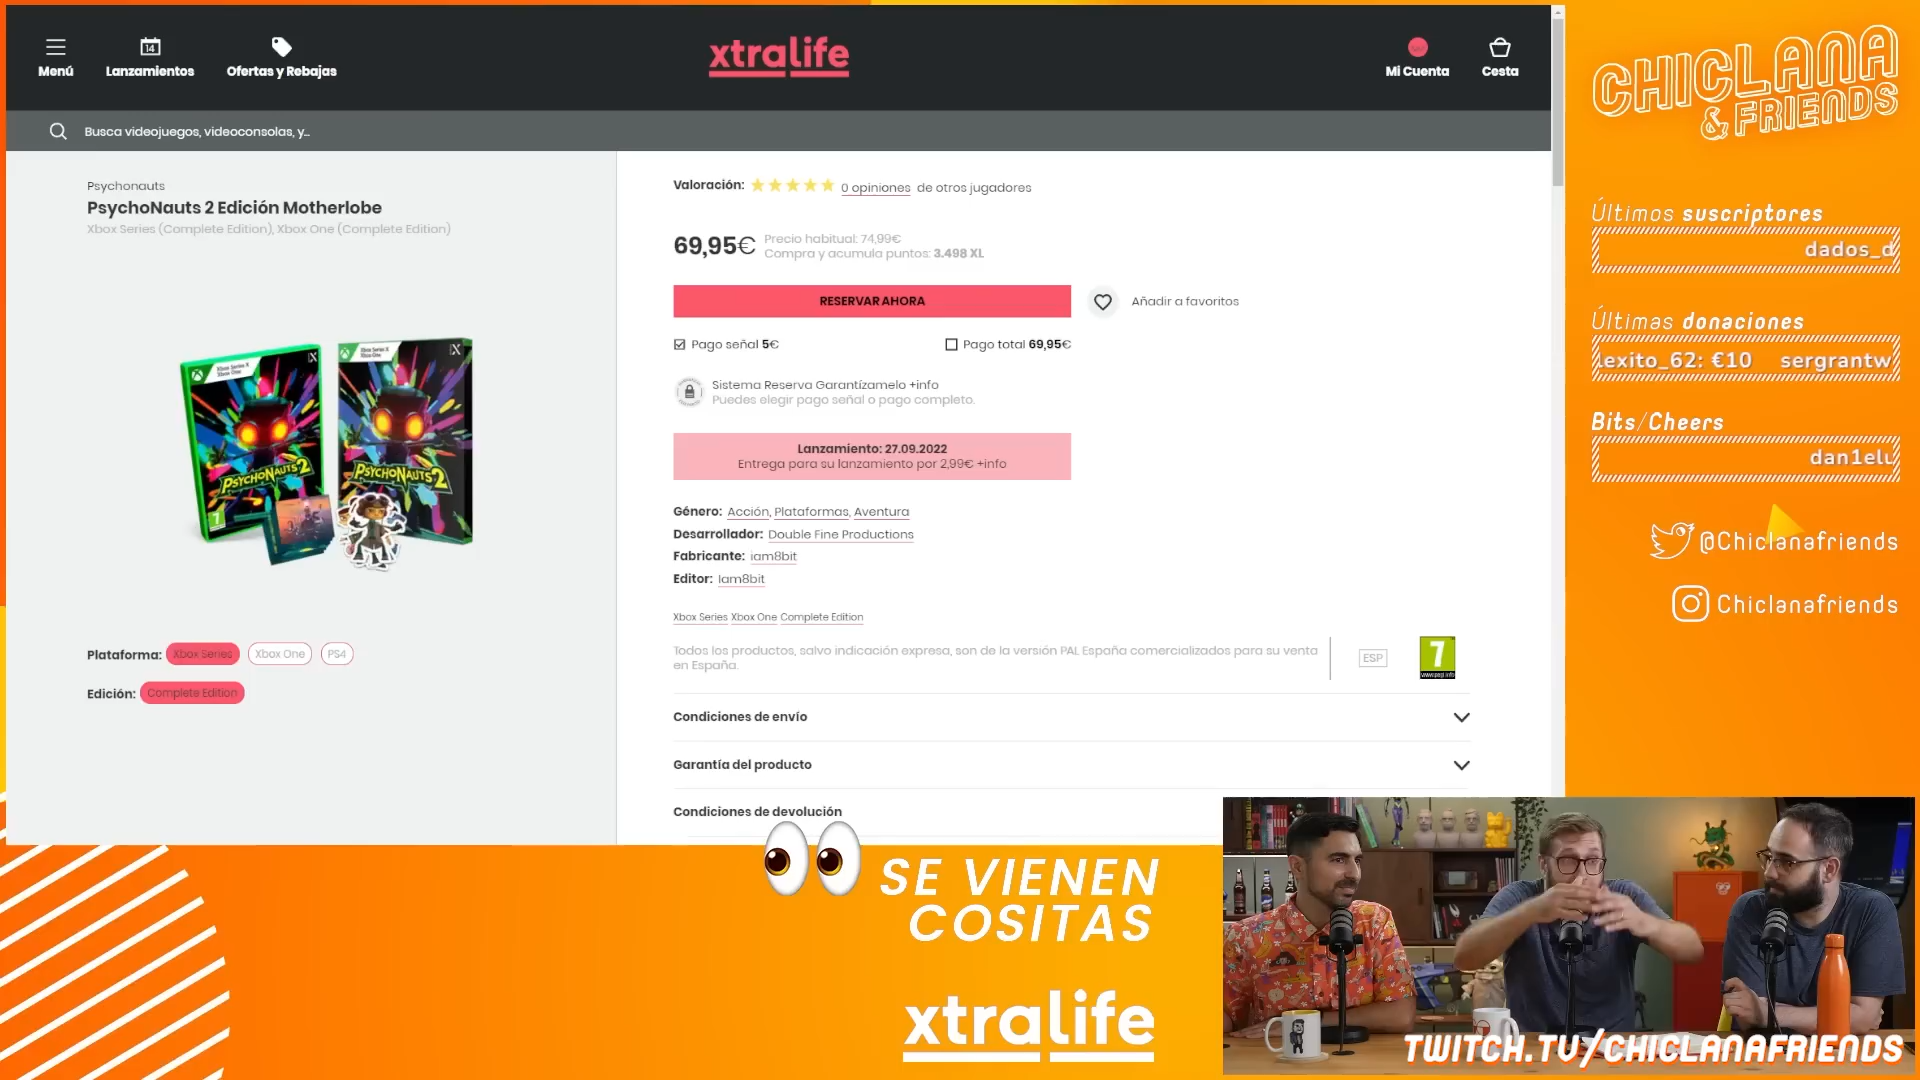 Menú
Lanzamientos
Ofertas y Rebajas
xtralife
Mi Cuenta
Cesta
Busca videojuegos, videoconsolas, y...
Psychonauts
PsychoNauts 2 Edición Motherlobe
Xbox Series (Complete Edition), Xbox One (Complete Edition)
PSYCHONAUTS 2
PSYCHONAUTS 2
Plataforma: Xbox Series Xbox One PS4
Edición: Complete Edition
Valoración: 0 opiniones de otros jugadores
69,95€
Precio habitual: 74,99€
Compra y acumula puntos: 3.498 XL
RESERVAR AHORA
Añadir a favoritos
Pago señal 5€
Pago total 69,95€
Sistema Reserva Garantízamelo +info
Puedes elegir pago señal o pago completo.
Lanzamiento: 27.09.2022
Entrega para su lanzamiento por 2,99€ +info
Género: Acción, Plataformas, Aventura
Desarrollador: Double Fine Productions
Fabricante: iam8bit
Editor: Iam8bit
Xbox Series Xbox One Complete Edition
Todos los productos, salvo indicación expresa, son de la versión PAL España comercializados para su venta
en España.
ESP
7
www.pegi.info
Condiciones de envío
Garantía del producto
Condiciones de devolución
CHICLANA
& FRIENDS
Últimos suscriptores
dados_d
Últimas donaciones
lexito_62: €10 sergrantw
Bits/Cheers
dan1elu
@Chiclanafriends
Chiclanafriends
SE VIENEN
COSITAS
xtralife
TWITCH.TV/CHICLANAFRIENDS